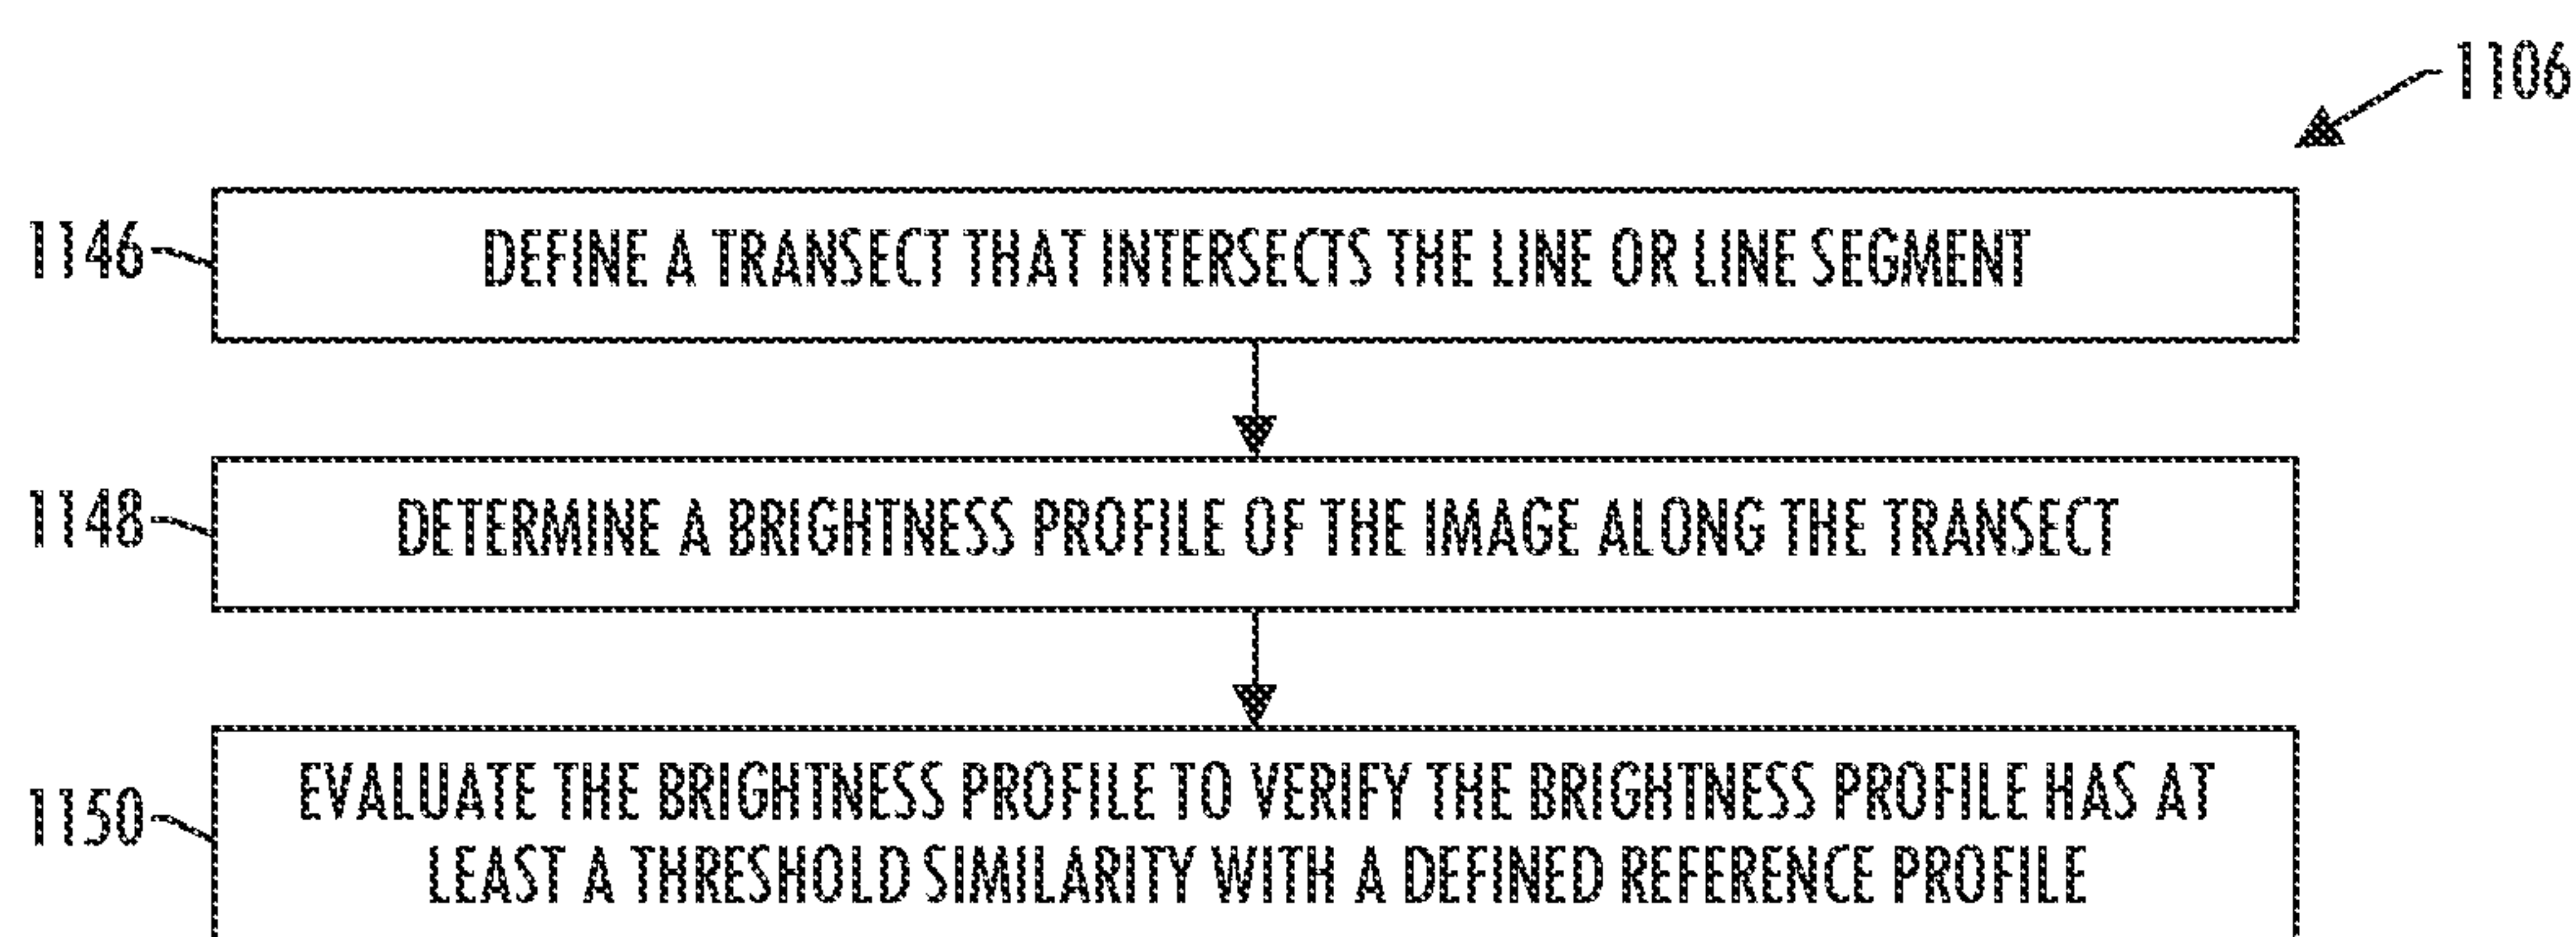 1106
1146
DEFINE A TRANSECT THAT INTERSECTS THE LINE OR LINE SEGMENT
1148
DETERMINE A BRIGHTNESS PROFILE OF THE IMAGE ALONG THE TRANSECT
1150
EVALUATE THE BRIGHTNESS PROFILE TO VERIFY THE BRIGHTNESS PROFILE HAS AT
LEAST A THRESHOLD SIMILARITY WITH A DEFINED REFERENCE PROFILE